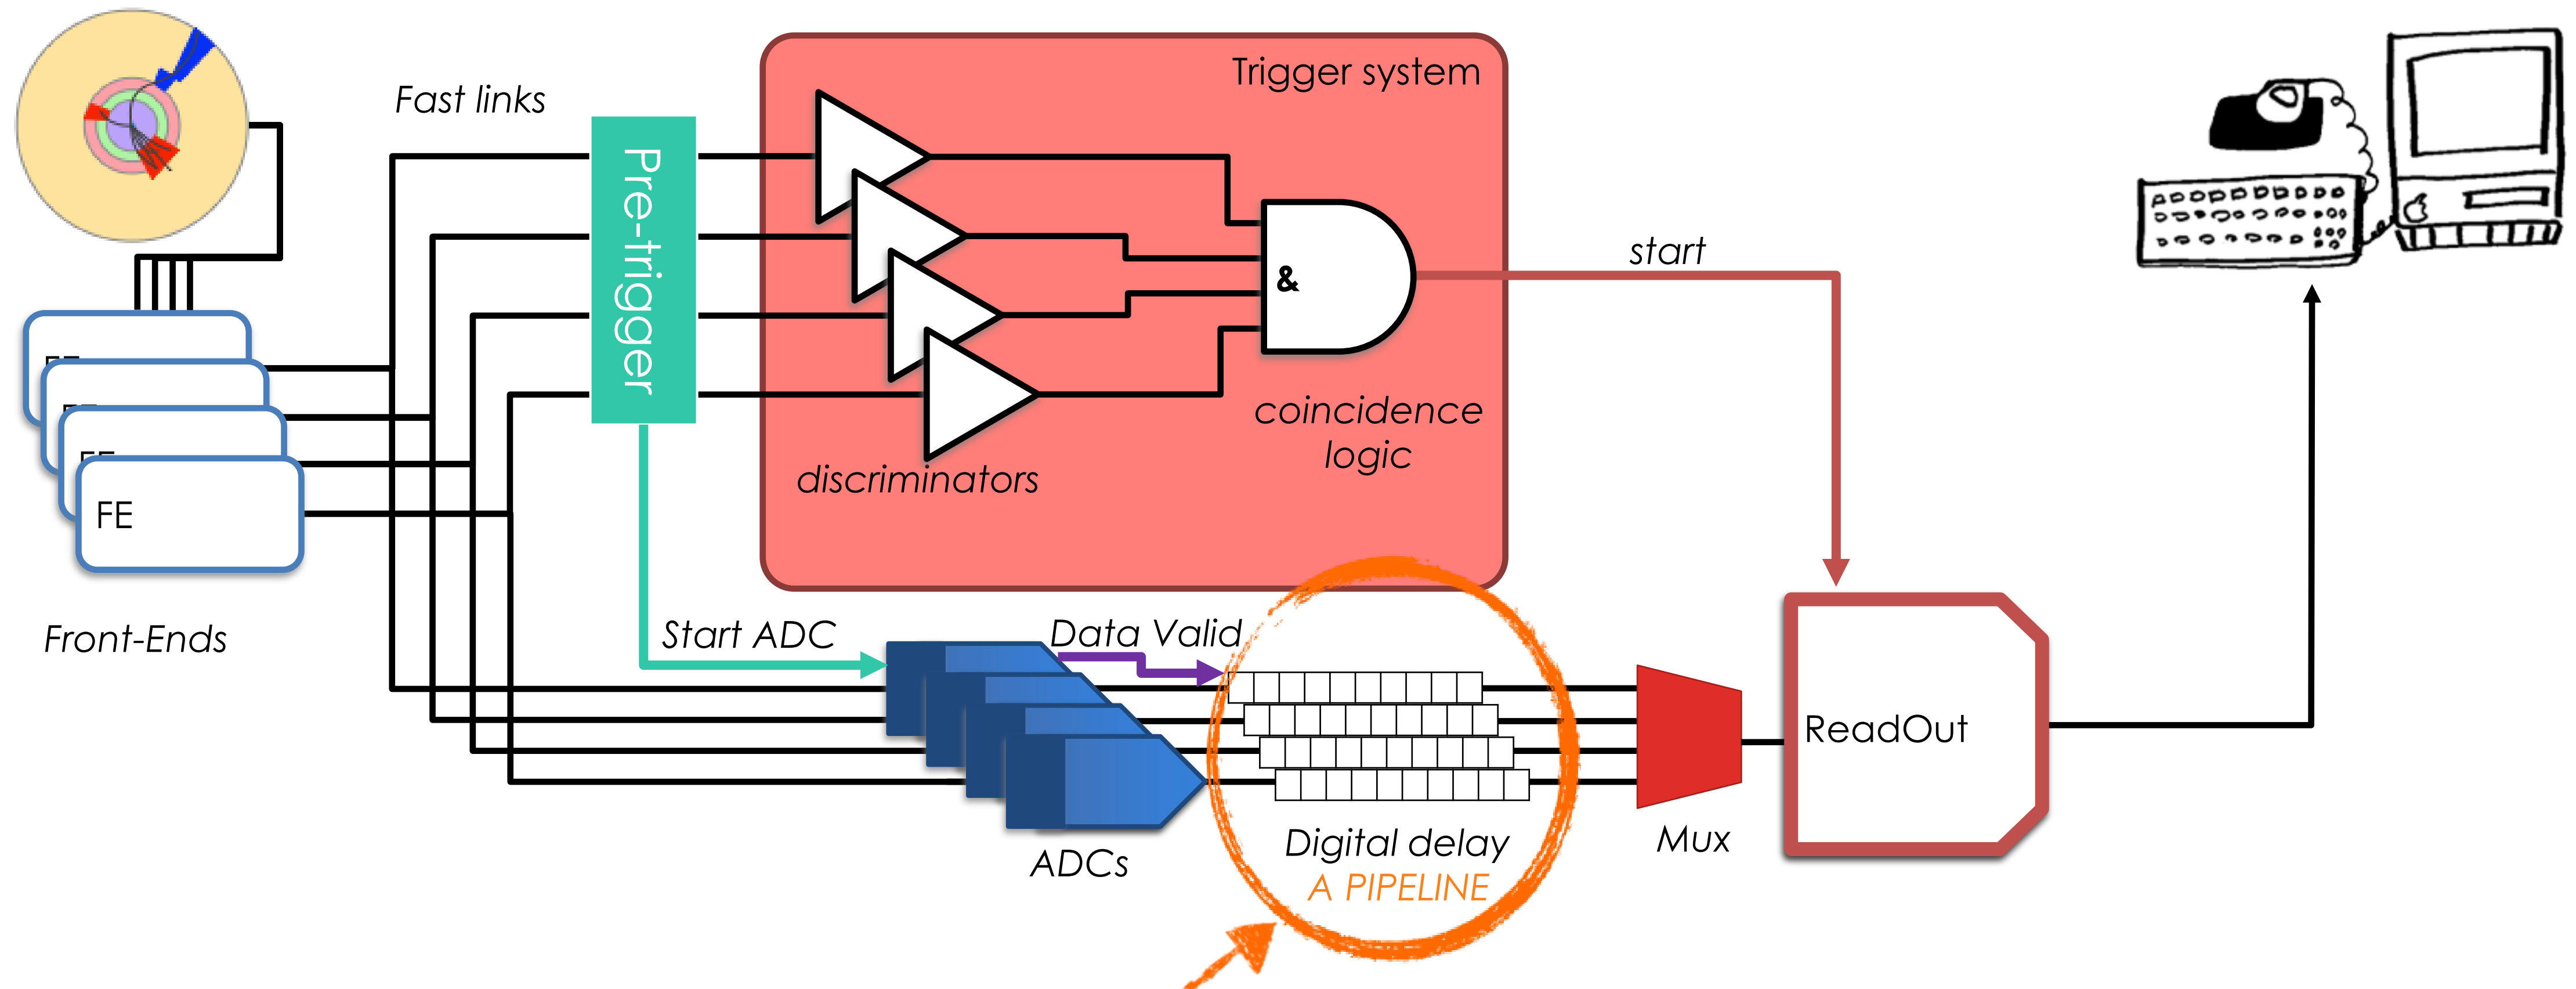 Fast links
Trigger system
Pre-trigger
&
start
coincidence
logic
discriminators
FE
Front-Ends
Start ADC
Data Valid
ReadOut
Digital delay
A PIPELINE
Mux
ADCs